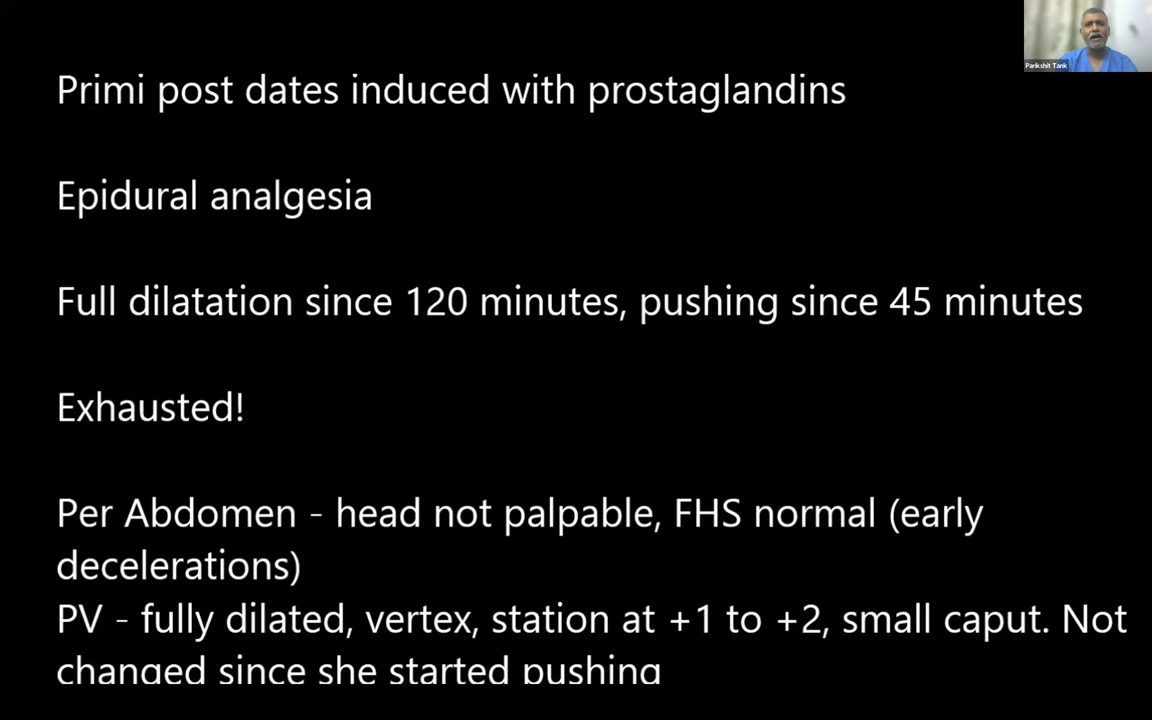 Parikshit Tank
Primi post dates induced with prostaglandins
Epidural analgesia
Full dilatation since 120 minutes, pushing since 45 minutes
Exhausted!
Per Abdomen - head not palpable, FHS normal (early
decelerations)
PV - fully dilated, vertex, station at +1 to +2, small caput. Not
changed since she started pushing